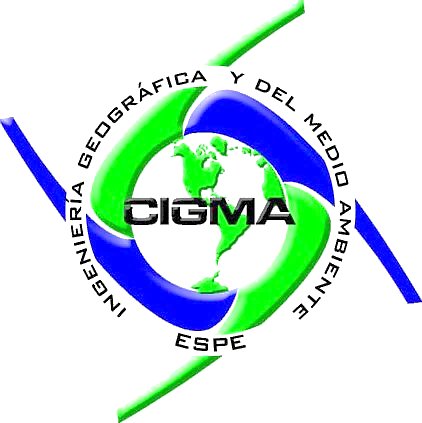 INGENIERÍA GEOGRÁFICA Y DEL MEDIO AMBIENTE
CIGMA
ESPE